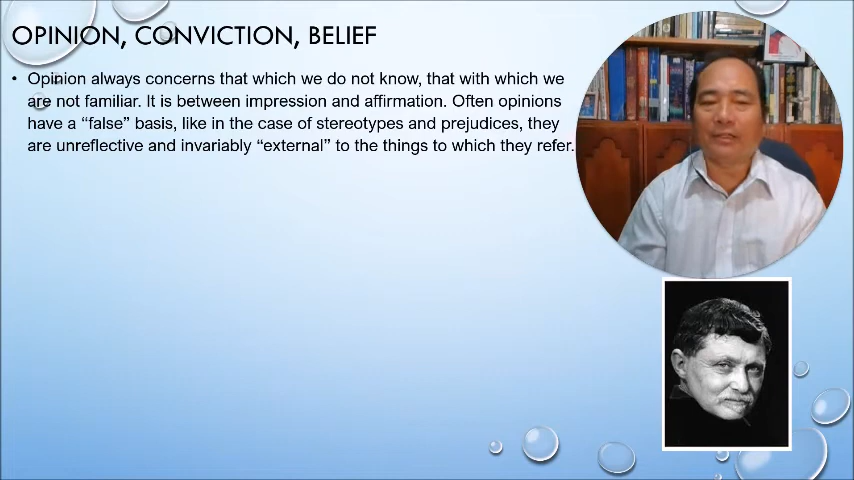 OPINION, CONVICTION, BELIEF
• Opinion always concerns that which we do not know, that with which we
are not familiar. It is between impression and affirmation. Often opinions
have a “false” basis, like in the case of stereotypes and prejudices, they
are unreflective and invariably “external” to the things to which they refer.